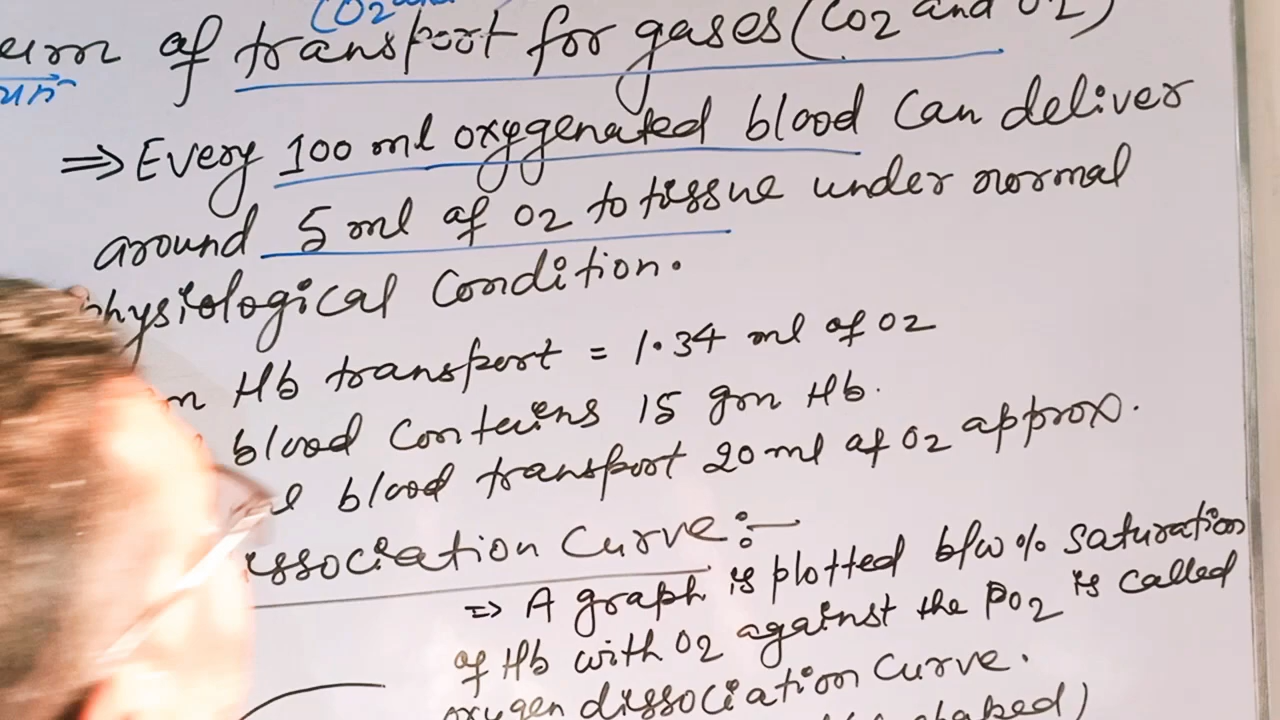 of transport for gases (CO2 and O2)
⇒ Every 100 ml oxygenated blood can deliver
around 5 ml of O2 to tissue under normal
physiological condition.
Hb transport = 1.34 ml of O2
blood contains 15 gm Hb.
blood transport 20 ml of O2 approx.
ssociation Curve:-
⇒ A graph is plotted b/w % saturation
of Hb with O2 against the PO2 is called
oxygen dissociation curve.